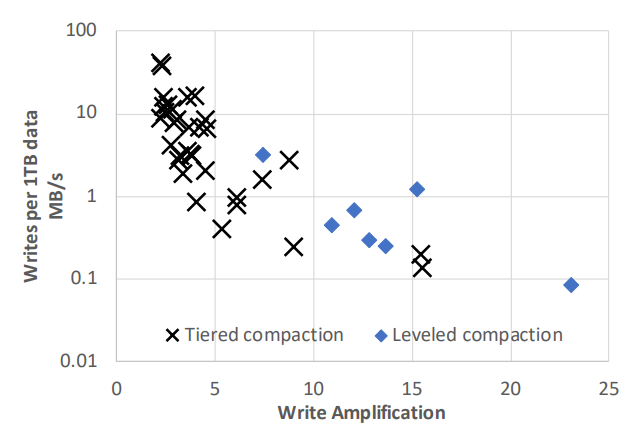 100
10
1
0.1
0.01
Writes per 1TB data
MB/s
Tiered compaction
Leveled compaction
0 5 10 15 20 25
Write Amplification